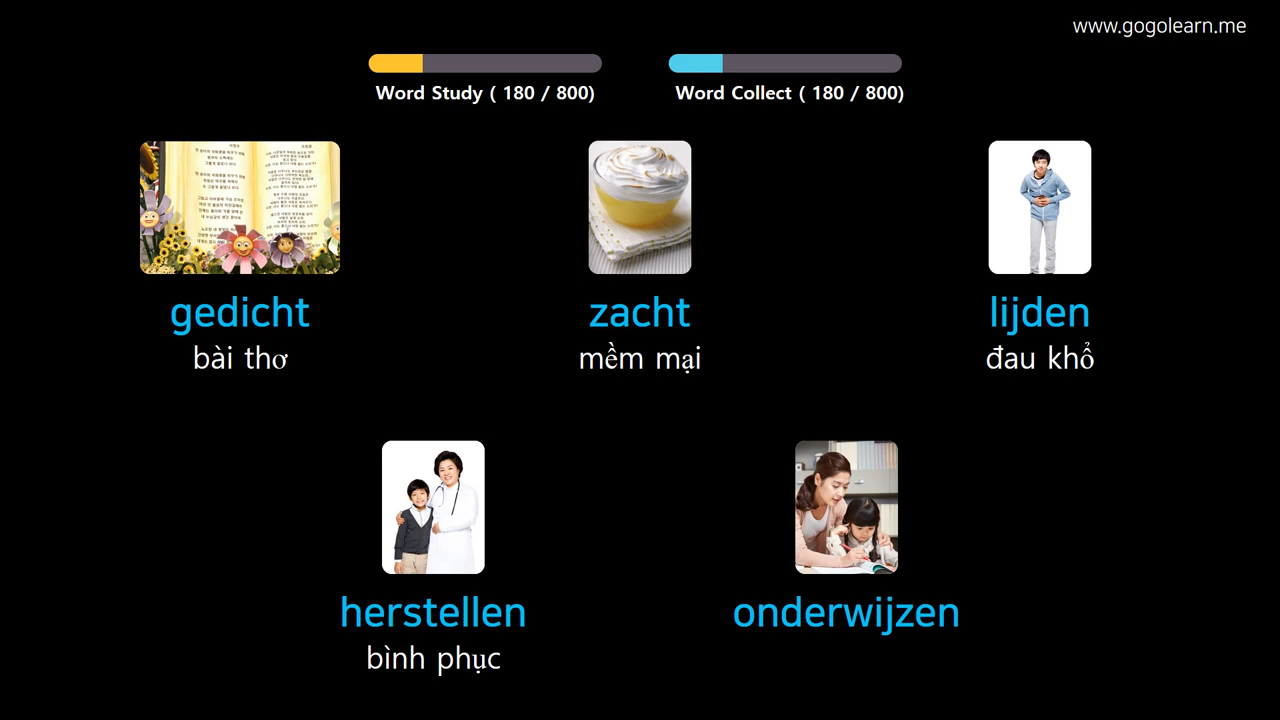 www.gogolearn.me
Word Study ( 180 / 800)
Word Collect ( 180 / 800)
gedicht
bài thơ
zacht
mềm mại
lijden
đau khổ
herstellen
bình phục
onderwijzen